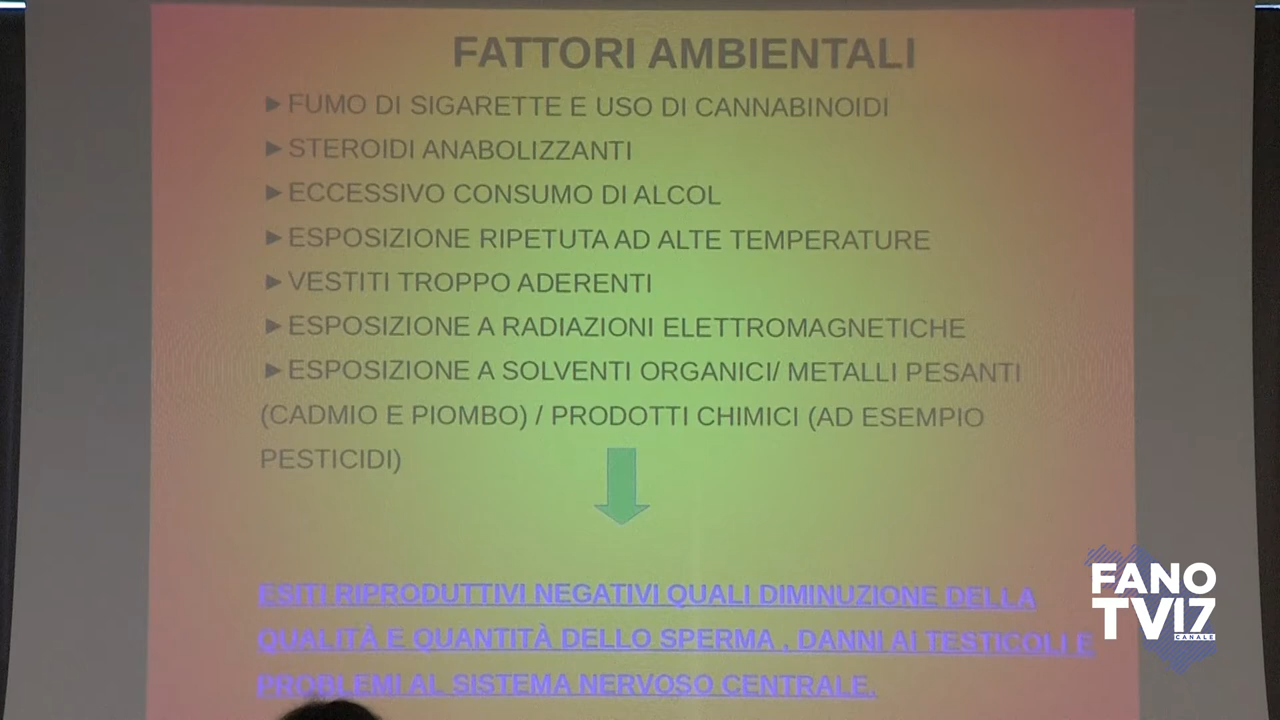 FATTORI AMBIENTALI
►FUMO DI SIGARETTE E USO DI CANNABINOIDI
►STEROIDI ANABOLIZZANTI
►ECCESSIVO CONSUMO DI ALCOL
►ESPOSIZIONE RIPETUTA AD ALTE TEMPERATURE
►VESTITI TROPPO ADERENTI
►ESPOSIZIONE A RADIAZIONI ELETTROMAGNETICHE
►ESPOSIZIONE A SOLVENTI ORGANICI/ METALLI PESANTI
(CADMIO E PIOMBO) / PRODOTTI CHIMICI (AD ESEMPIO
PESTICIDI)
ESITI RIPRODUTTIVI NEGATIVI QUALI DIMINUZIONE DELLA
QUALITÀ E QUANTITÀ DELLO SPERMA , DANNI AI TESTICOLI E
PROBLEMI AL SISTEMA NERVOSO CENTRALE.
FANO
TV17
CANALE